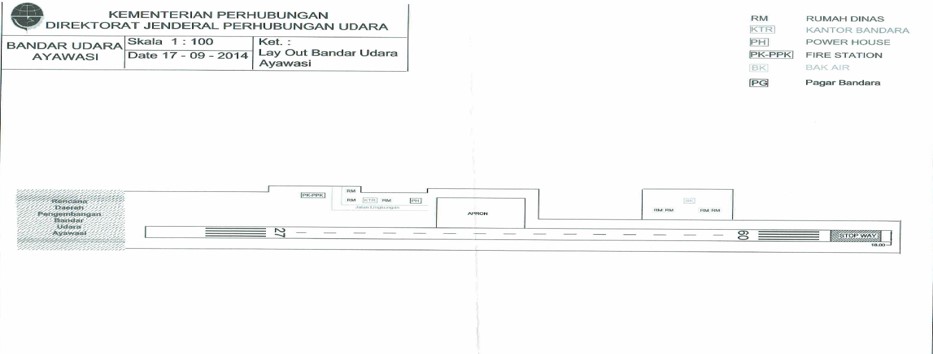 KEMENTERIAN PERHUBUNGAN
DIREKTORAT JENDERAL PERHUBUNGAN UDARA
BANDAR UDARA
AYAWASI
Skala 1 : 100
Date 17 - 09 - 2014
Ket. :
Lay Out Bandar Udara
Ayawasi
RM RUMAH DINAS
KTR KANTOR BANDARA
PH POWER HOUSE
PK-PPK FIRE STATION
BK BAK AIR
PG Pagar Bandara
Rencana
Daerah
Pengembangan
Bandar
Udara
Ayawasi
PK-PPK
RM
RM KTR RM PH
APRON
BK
RM RM
RM RM
27
09
STOP WAY